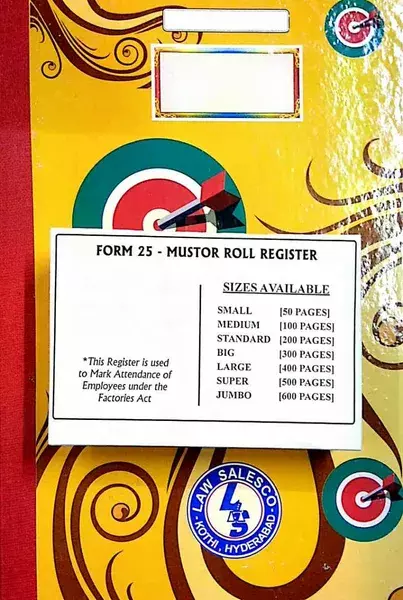 FORM 25 - MUSTOR ROLL REGISTER
SIZES AVAILABLE
SMALL [50 PAGES]
MEDIUM [100 PAGES]
STANDARD [200 PAGES]
BIG [300 PAGES]
LARGE [400 PAGES]
SUPER [500 PAGES]
JUMBO [600 PAGES]
*This Register is used
to Mark Attendance of
Employees under the
Factories Act
LAW SALESCO.
LS
KOTHI, HYDERABAD